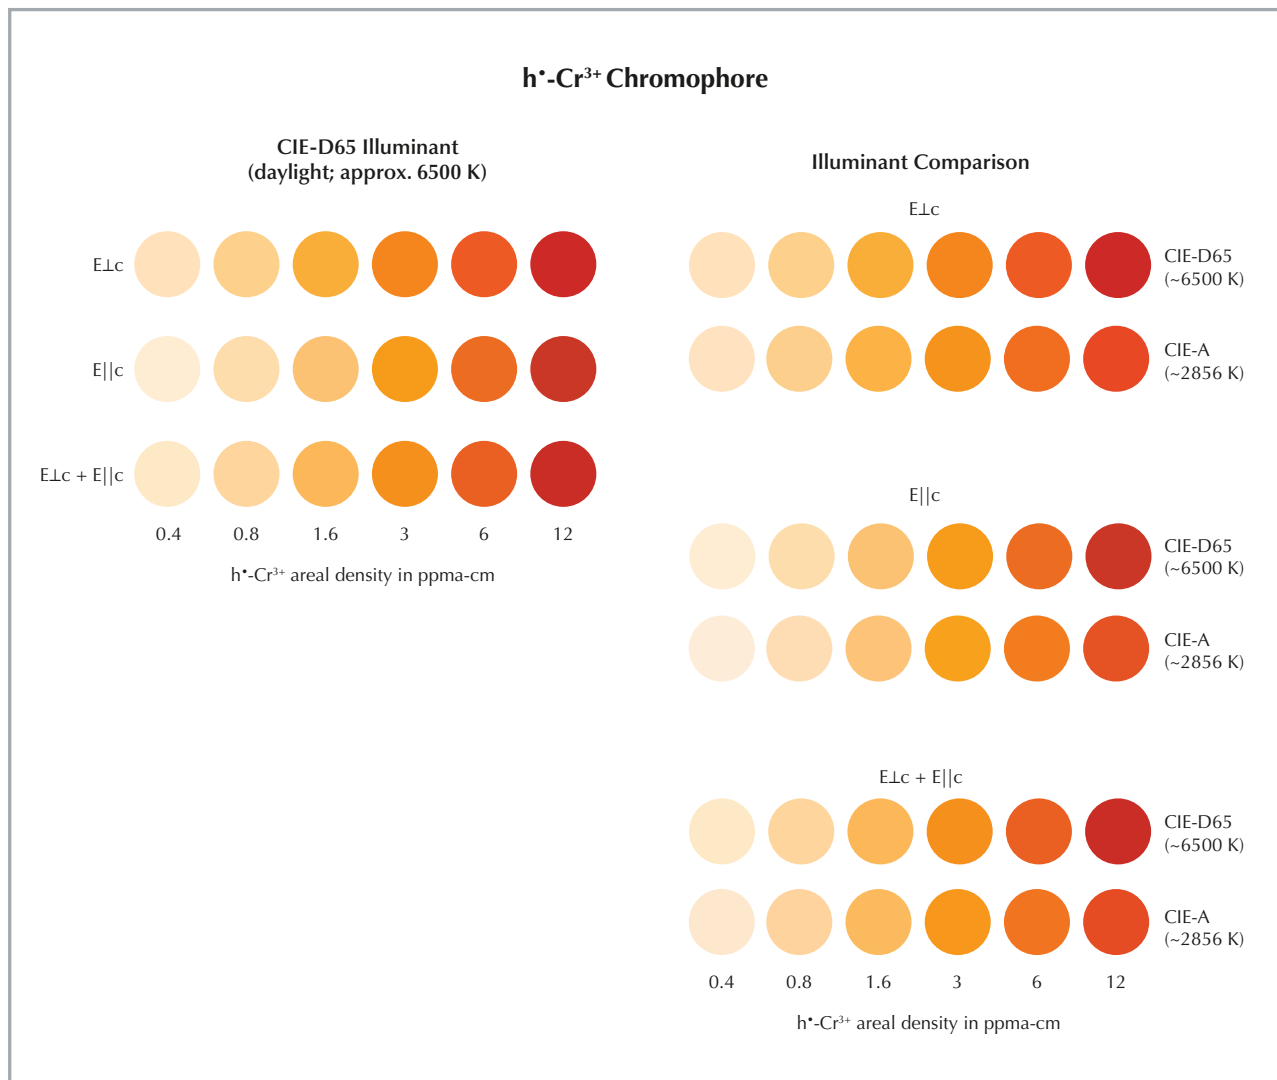 h•-Cr³⁺ Chromophore
CIE-D65 Illuminant
(daylight; approx. 6500 K)
E⊥c
E||c
E⊥c + E||c
0.4 0.8 1.6 3 6 12
h•-Cr³⁺ areal density in ppma-cm
Illuminant Comparison
E⊥c
CIE-D65
(~6500 K)
CIE-A
(~2856 K)
E||c
CIE-D65
(~6500 K)
CIE-A
(~2856 K)
E⊥c + E||c
CIE-D65
(~6500 K)
CIE-A
(~2856 K)
0.4 0.8 1.6 3 6 12
h•-Cr³⁺ areal density in ppma-cm